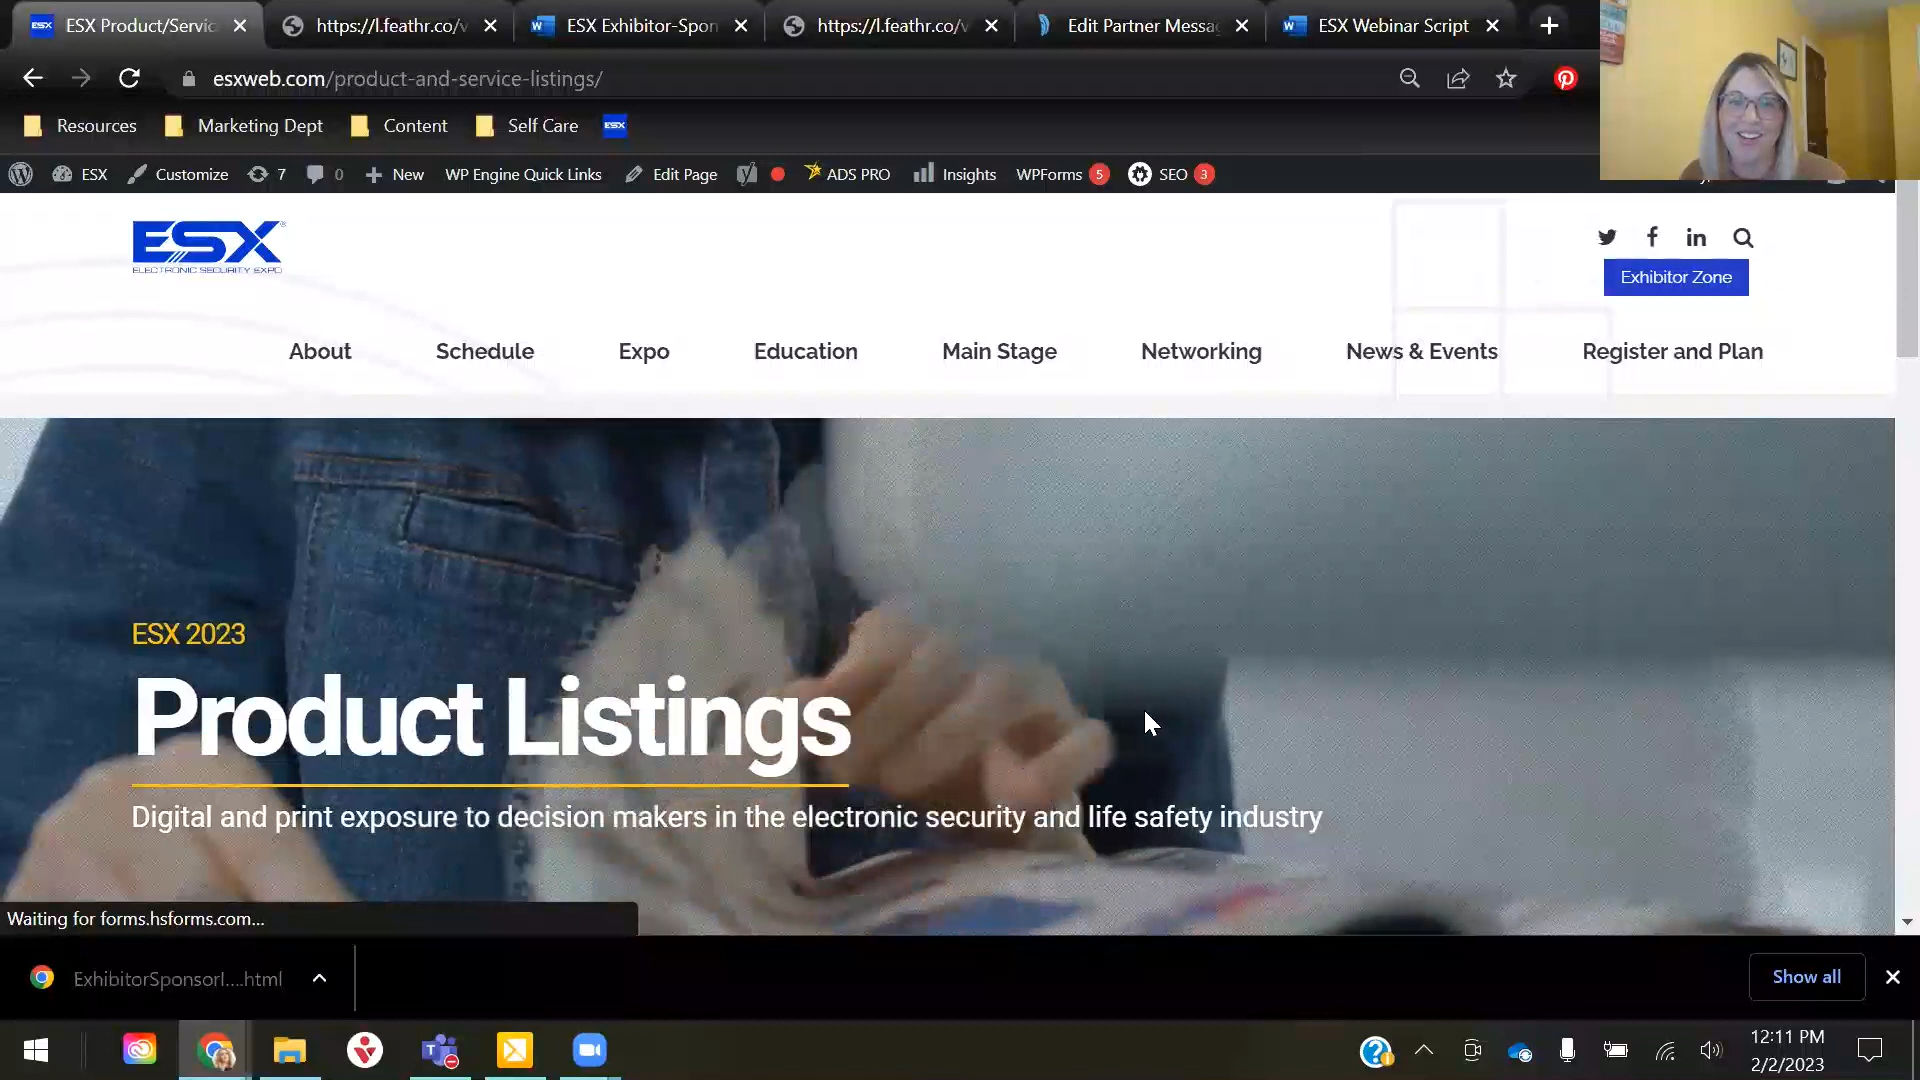 ESX Product/Servic
https://l.feathr.co/v
ESX Exhibitor-Spon
https://l.feathr.co/v
Edit Partner Messag
ESX Webinar Script
esxweb.com/product-and-service-listings/
Resources
Marketing Dept
Content
Self Care
ESX
ESX
Customize
7
0
New
WP Engine Quick Links
Edit Page
ADS PRO
Insights
WPForms 5
SEO 3
ESX
ELECTRONIC SECURITY EXPO
Exhibitor Zone
About
Schedule
Expo
Education
Main Stage
Networking
News & Events
Register and Plan
ESX 2023
Product Listings
Digital and print exposure to decision makers in the electronic security and life safety industry
Waiting for forms.hsforms.com...
ExhibitorSponsorI....html
Show all
12:11 PM
2/2/2023